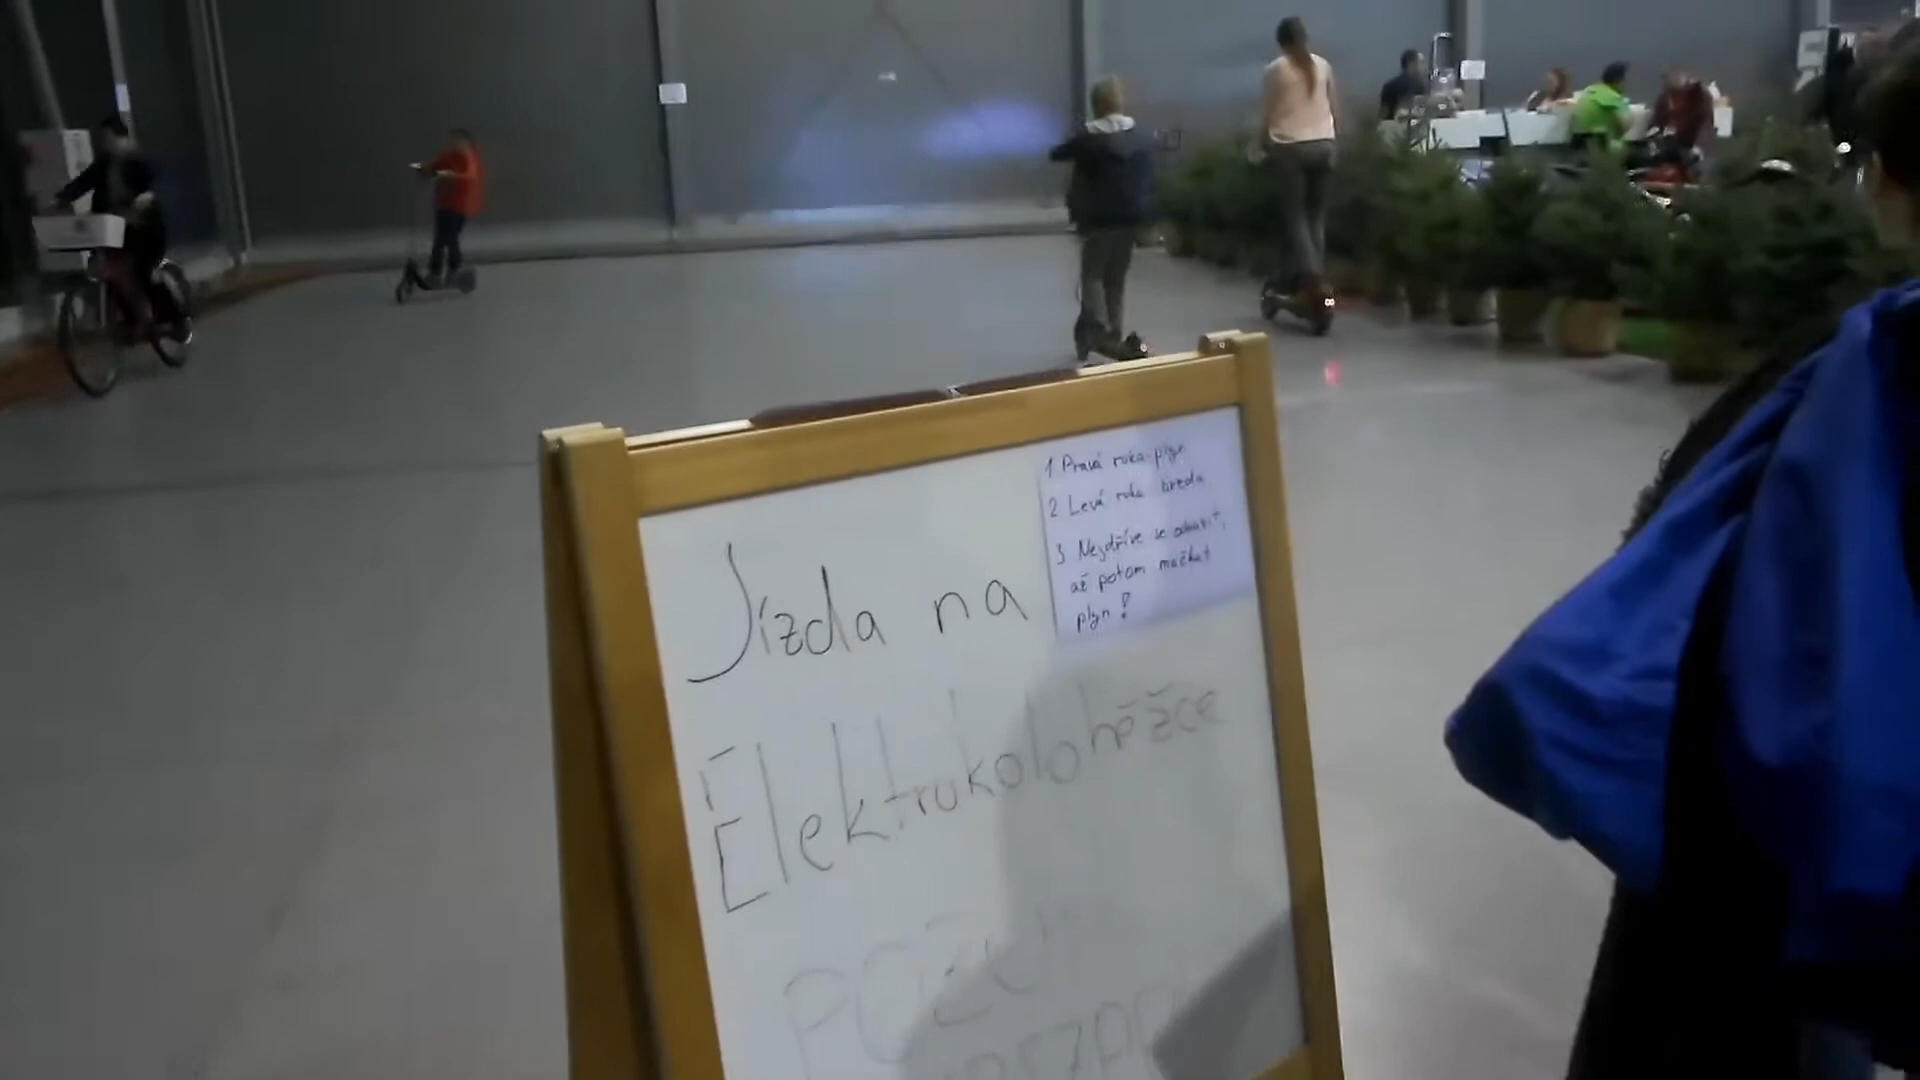 Jízda na
1 Pravá ruka plyn
2 Levá ruka brzda
3 Nejdříve se odrazit,
až potom mačkat
plyn!
Elektrokoloběžce